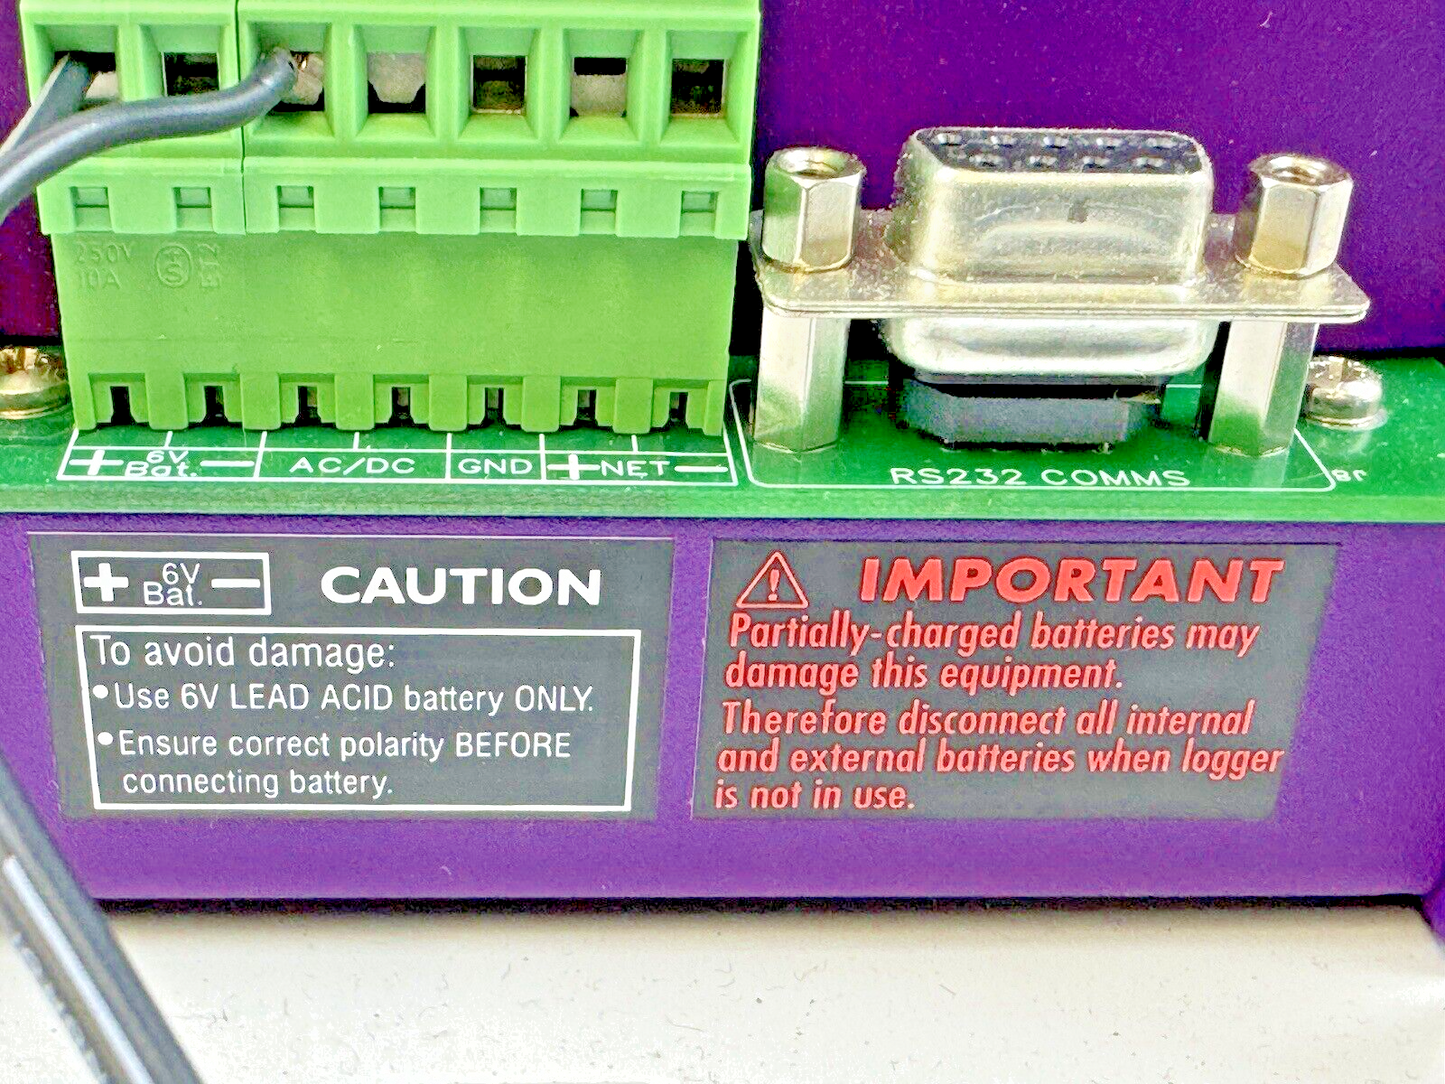 250V
10A
+ 6V Bat. - AC/DC GND + NET -
RS232 COMMS
+ 6V Bat. -
CAUTION
To avoid damage:
•Use 6V LEAD ACID battery ONLY.
•Ensure correct polarity BEFORE
connecting battery.
IMPORTANT
Partially-charged batteries may
damage this equipment.
Therefore disconnect all internal
and external batteries when logger
is not in use.